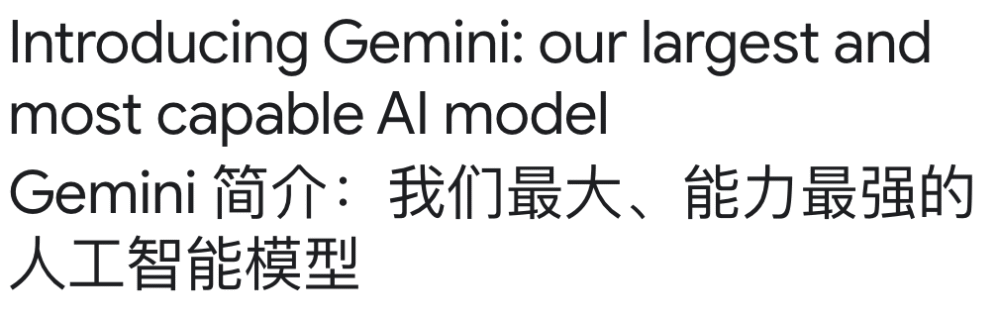 Introducing Gemini: our largest and
most capable AI model
Gemini 简介：我们最大、能力最强的
人工智能模型